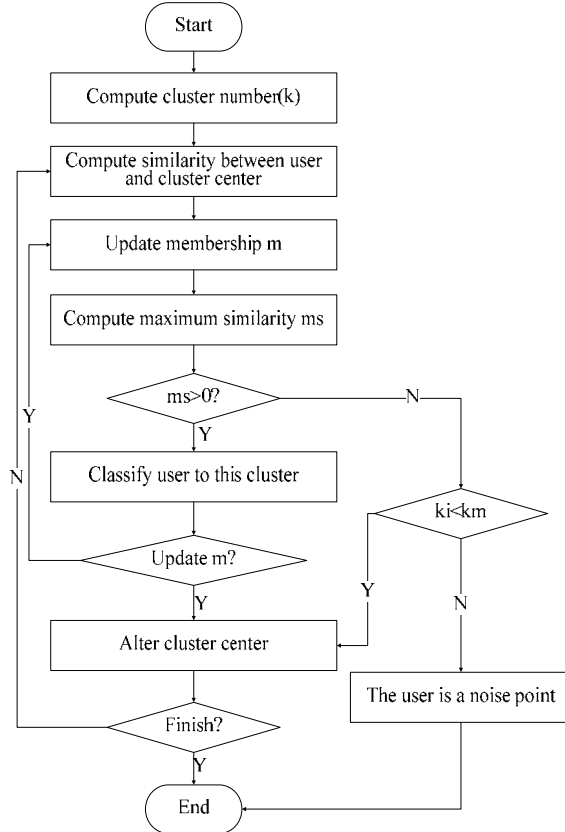 Start
Compute cluster number(k)
Compute similarity between user
and cluster center
Update membership m
Compute maximum similarity ms
ms>0?
N
Y
Y
N
Classify user to this cluster
ki<km
Update m?
Y
Y
N
Alter cluster center
The user is a noise point
Finish?
Y
End